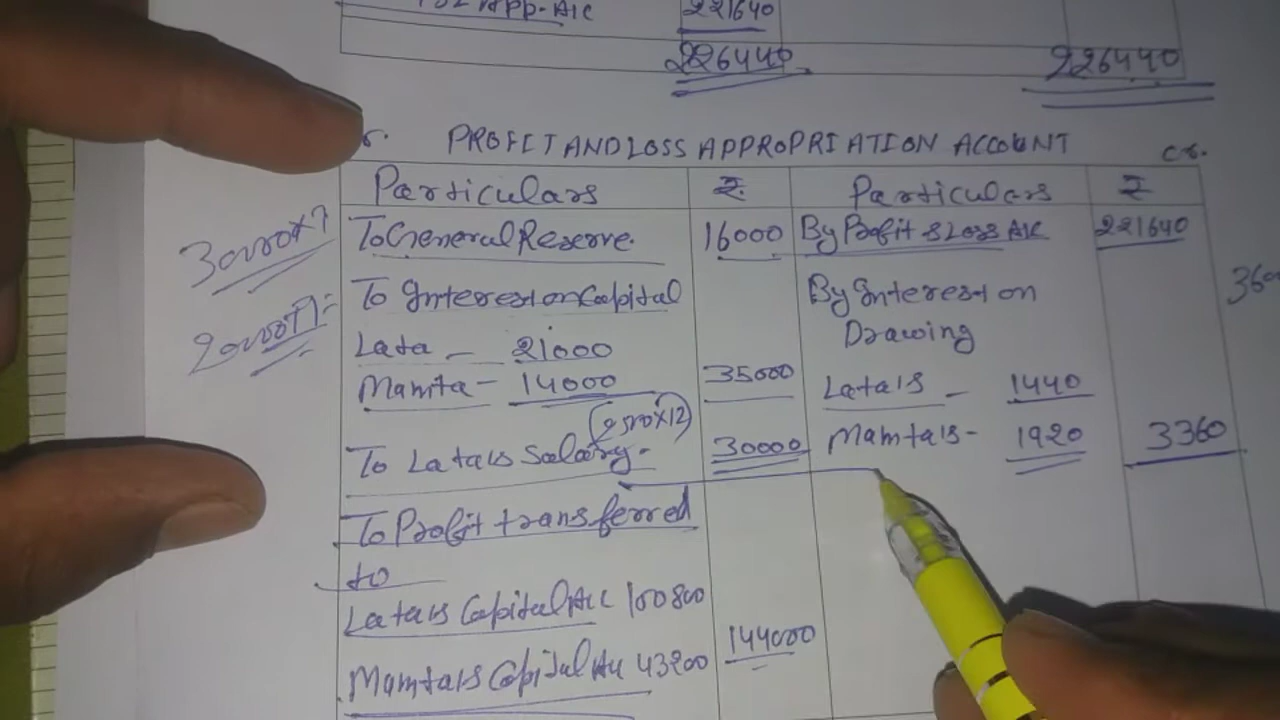 P&L App. A/C 221640
226440 226440
PROFIT AND LOSS APPROPRIATION ACCOUNT Cr.
Particulars ₹ Particulars ₹
To General Reserve. 16000 By Profit & Loss A/C 221640
To Interest on Capital By Interest on
Lata - 21000 Drawing
Mamta - 14000 35000 Lata's - 1440
(2500×12)
To Lata's Salary - 30000 Mamta's - 1920 3360
To Profit transferred
to
Lata's Capital A/C 100800
Mamta's Capital A/C 43200 144000